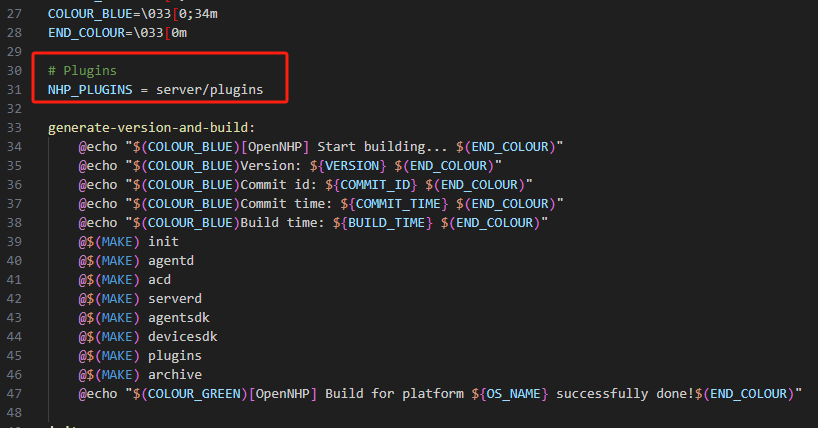 27 COLOUR_BLUE=\033[0;34m
28 END_COLOUR=\033[0m
29
30 # Plugins
31 NHP_PLUGINS = server/plugins
32
33 generate-version-and-build:
34 @echo "$(COLOUR_BLUE)[OpenNHP] Start building... $(END_COLOUR)"
35 @echo "$(COLOUR_BLUE)Version: ${VERSION} $(END_COLOUR)"
36 @echo "$(COLOUR_BLUE)Commit id: ${COMMIT_ID} $(END_COLOUR)"
37 @echo "$(COLOUR_BLUE)Commit time: ${COMMIT_TIME} $(END_COLOUR)"
38 @echo "$(COLOUR_BLUE)Build time: ${BUILD_TIME} $(END_COLOUR)"
39 @$(MAKE) init
40 @$(MAKE) agentd
41 @$(MAKE) acd
42 @$(MAKE) serverd
43 @$(MAKE) agentsdk
44 @$(MAKE) devicesdk
45 @$(MAKE) plugins
46 @$(MAKE) archive
47 @echo "$(COLOUR_GREEN)[OpenNHP] Build for platform ${OS_NAME} successfully done!$(END_COLOUR)"
48